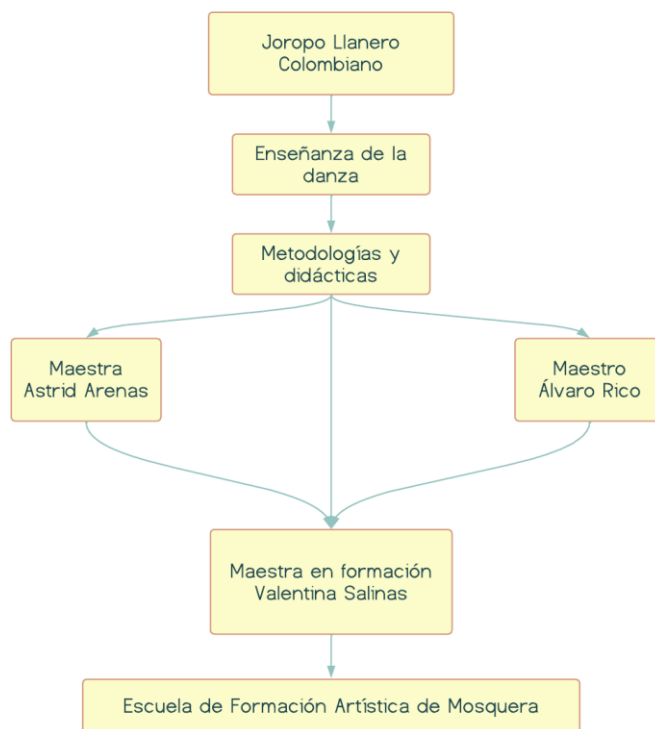 Joropo Llanero
Colombiano
Enseñanza de la
danza
Metodologías y
didácticas
Maestra
Astrid Arenas
Maestro
Álvaro Rico
Maestra en formación
Valentina Salinas
Escuela de Formación Artística de Mosquera